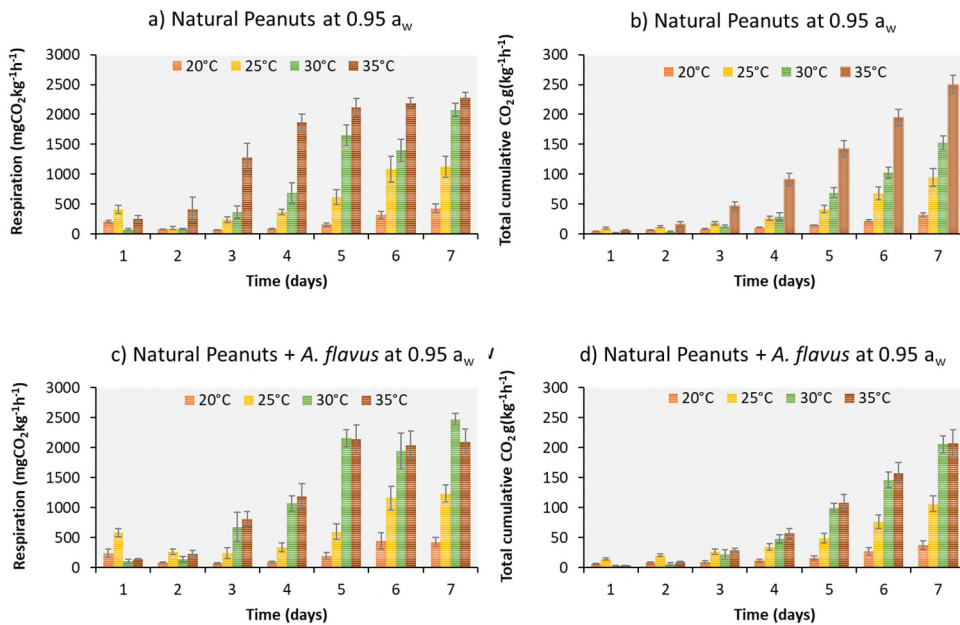 a) Natural Peanuts at 0.95 aw
Respiration (mgCO2kg-1h-1)
3000
2500
2000
1500
1000
500
0
20°C 25°C 30°C 35°C
1 2 3 4 5 6 7
Time (days)
b) Natural Peanuts at 0.95 aw
Total cumulative CO2 g(kg-1h-1)
300
250
200
150
100
50
0
20°C 25°C 30°C 35°C
1 2 3 4 5 6 7
Time (days)
c) Natural Peanuts + A. flavus at 0.95 aw
Respiration (mgCO2kg-1h-1)
3000
2500
2000
1500
1000
500
0
20°C 25°C 30°C 35°C
1 2 3 4 5 6 7
Time (days)
d) Natural Peanuts + A. flavus at 0.95 aw
Total cumulative CO2 g(kg-1h-1)
300
250
200
150
100
50
0
20°C 25°C 30°C 35°C
1 2 3 4 5 6 7
Time (days)